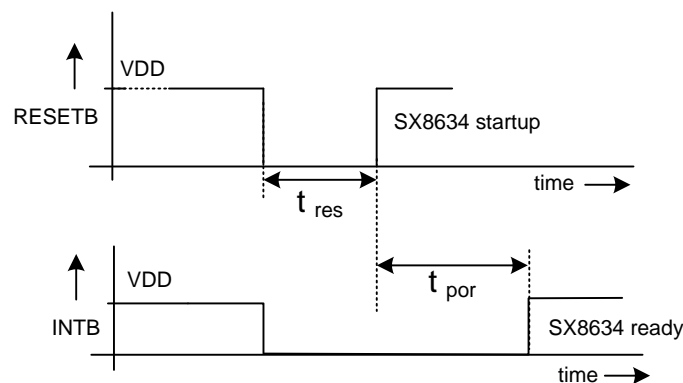 VDD
RESETB
SX8634 startup
time
t res
VDD
t por
INTB
SX8634 ready
time